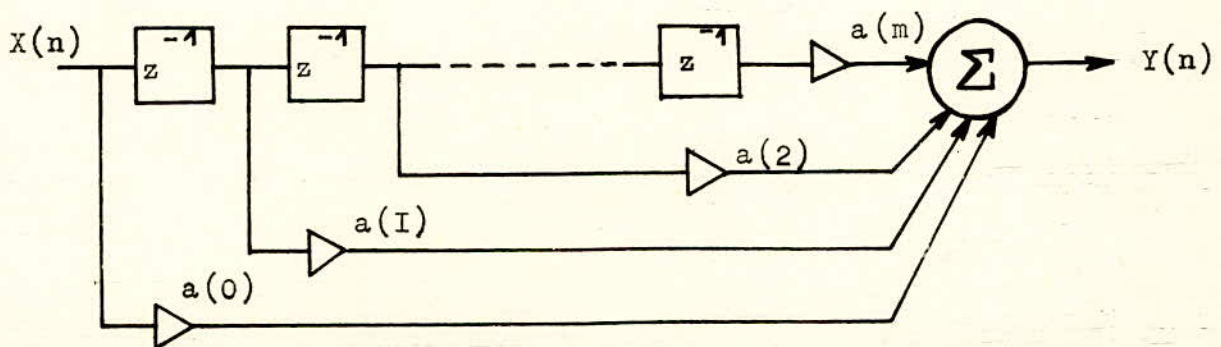 X(n)
z⁻¹
z⁻¹
z⁻¹
a(m)
Σ
Y(n)
a(2)
a(I)
a(0)